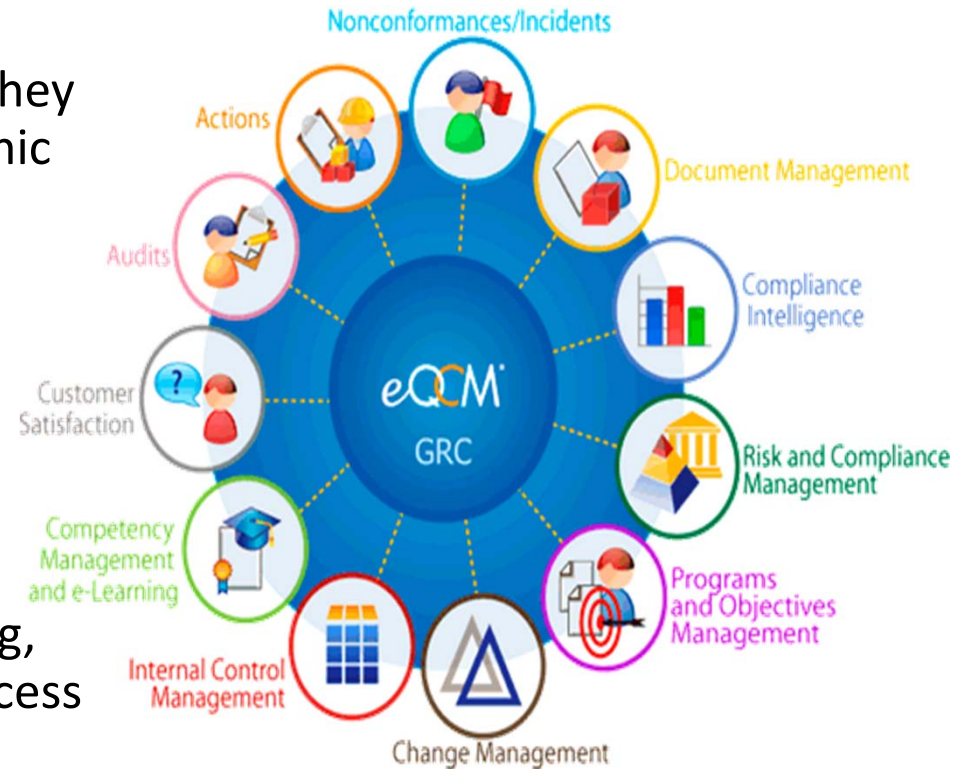 hey
nic
g,
cess
Nonconformances/Incidents
Actions
Document Management
Audits
Compliance
Intelligence
Customer
Satisfaction
eQCM
GRC
Risk and Compliance
Management
Competency
Management
and e-Learning
Programs
and Objectives
Management
Internal Control
Management
Change Management